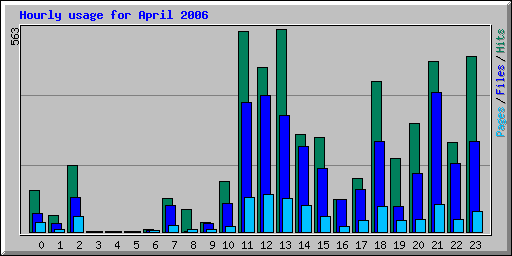 Hourly usage for April 2006
563
Pages / Files / Hits
0 1 2 3 4 5 6 7 8 9 10 11 12 13 14 15 16 17 18 19 20 21 22 23